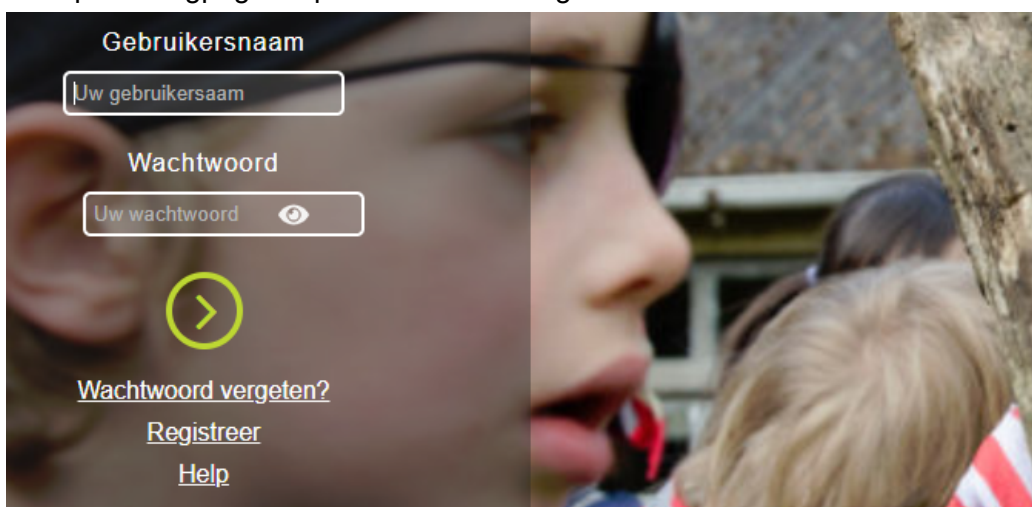 Gebruikersnaam
Uw gebruikersaam
Wachtwoord
Uw wachtwoord
Wachtwoord vergeten?
Registreer
Help